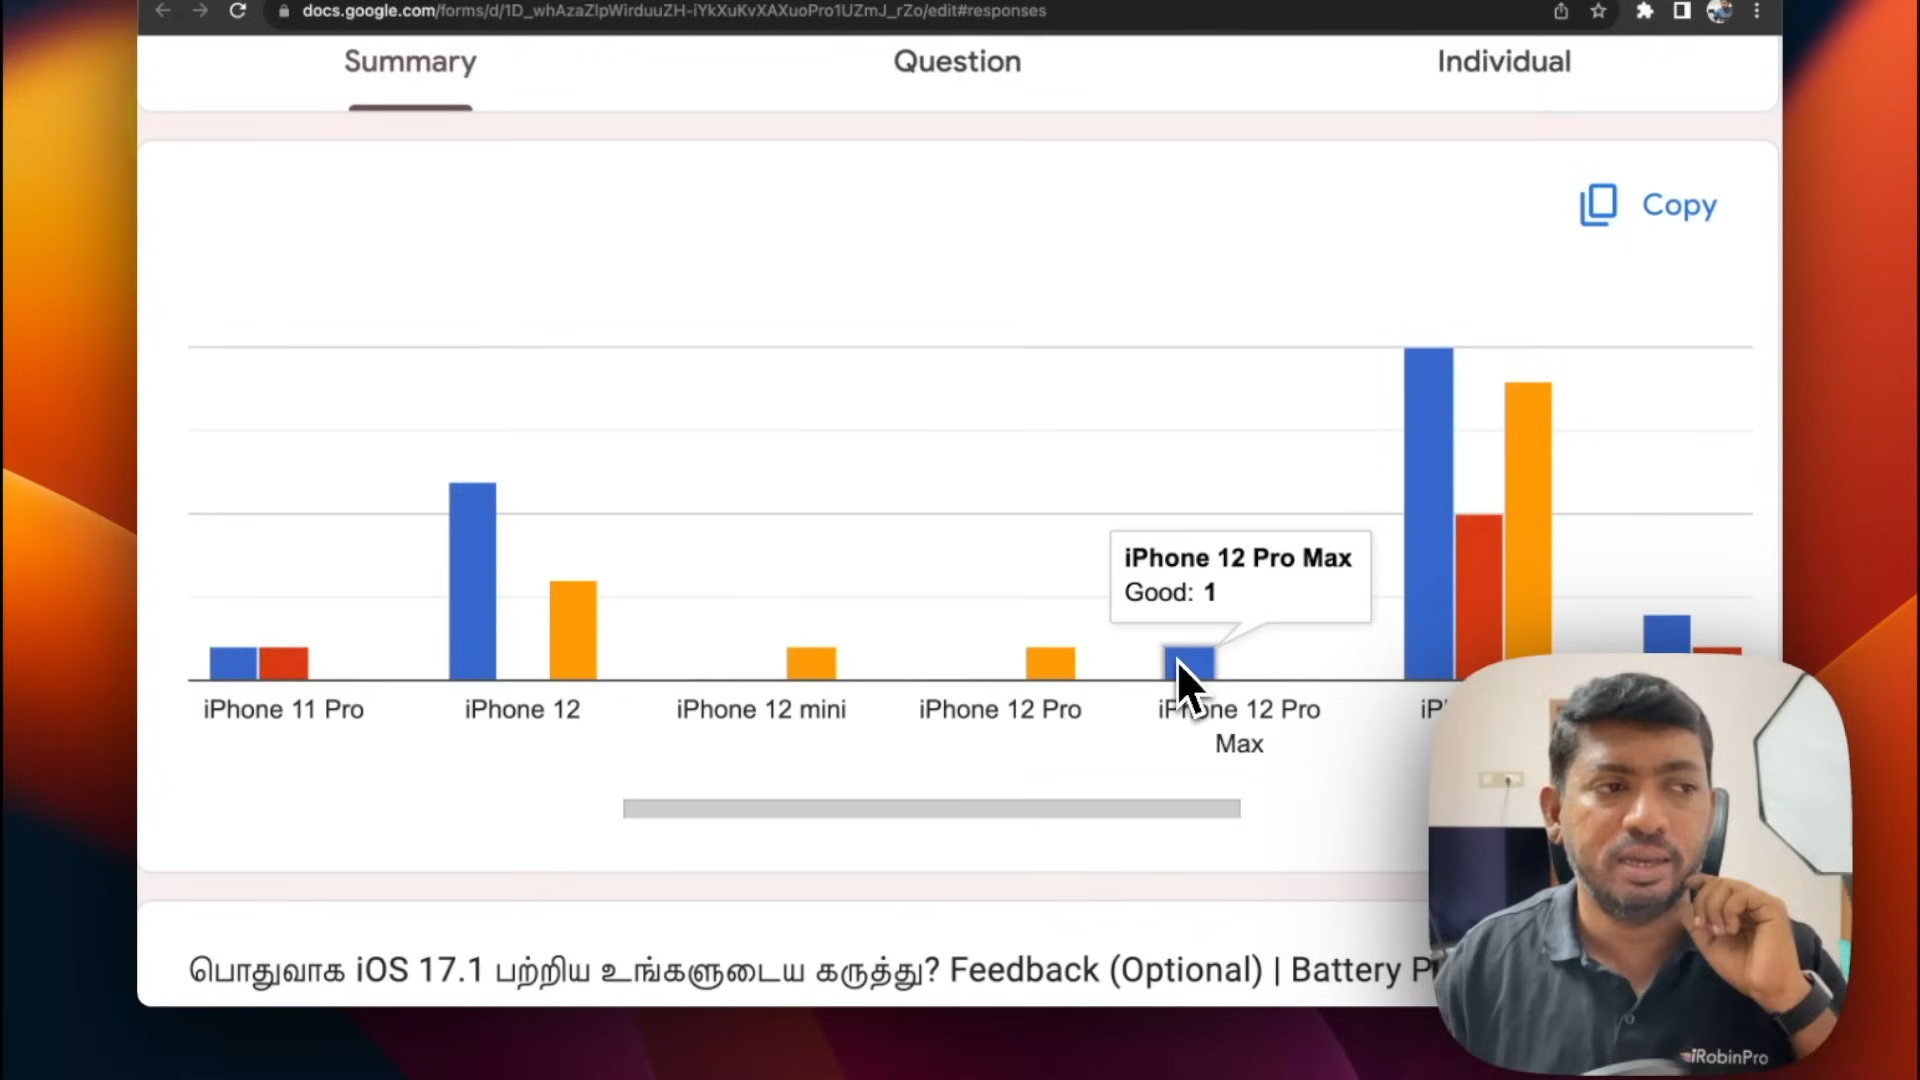 docs.google.com/forms/d/1D_whAzaZlpWirduuZH-iYkXuKvXAXuoPro1UZmJ_rZo/edit#responses
Summary
Question
Individual
Copy
iPhone 12 Pro Max
Good: 1
iPhone 11 Pro
iPhone 12
iPhone 12 mini
iPhone 12 Pro
iPhone 12 Pro
Max
iP
பொதுவாக iOS 17.1 பற்றிய உங்களுடைய கருத்து? Feedback (Optional) | Battery P
iRobinPro